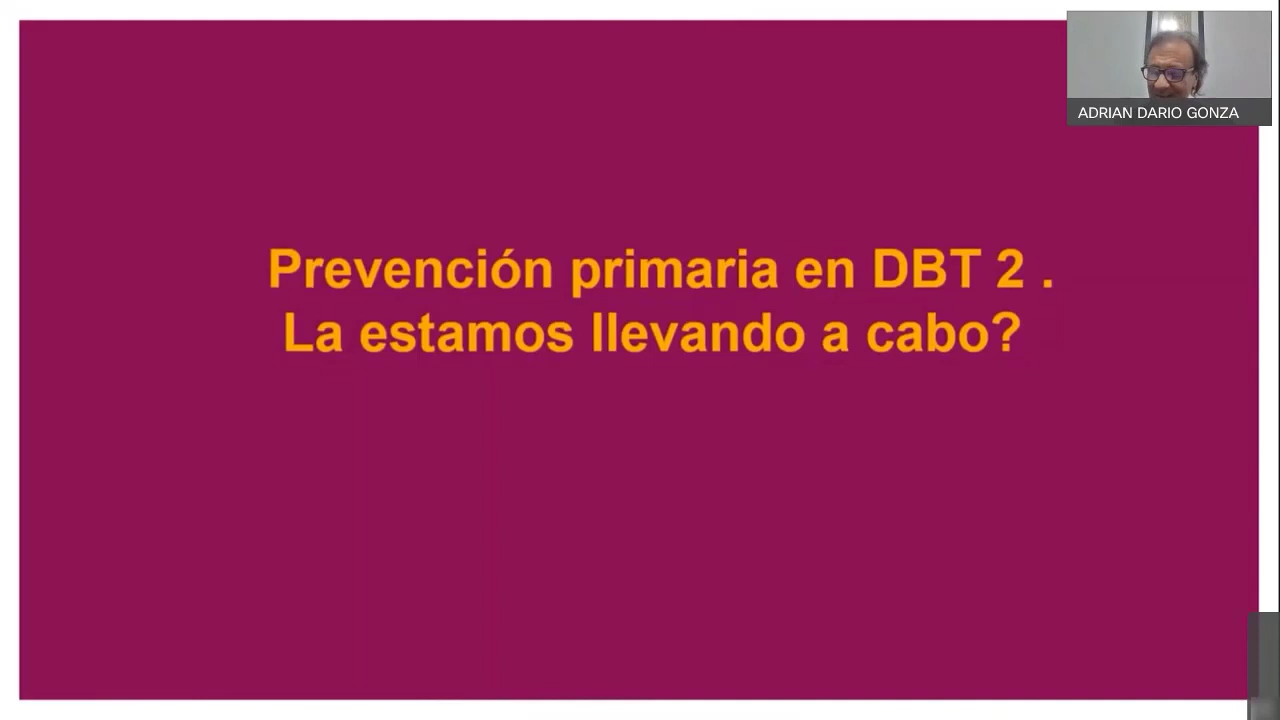 ADRIAN DARIO GONZA
Prevención primaria en DBT 2 .
La estamos llevando a cabo?